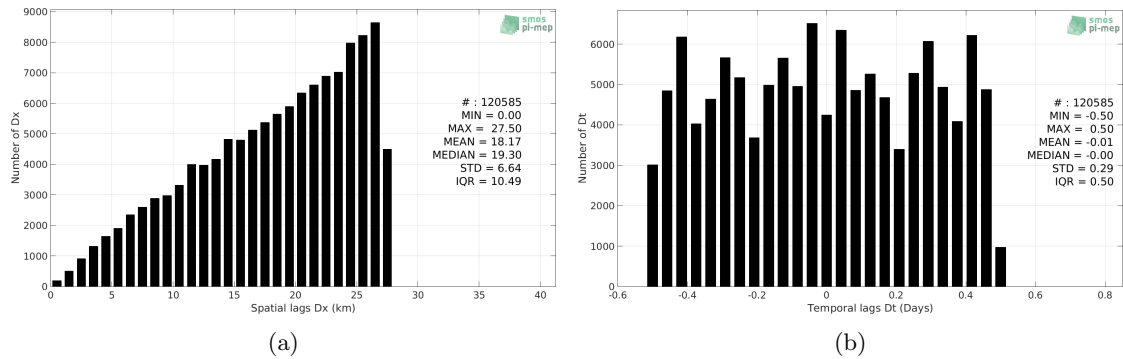 9000
8000
7000
6000
5000
4000
3000
2000
1000
0
Number of Dx
smos
pi-mep
# : 120585
MIN = 0.00
MAX = 27.50
MEAN = 18.17
MEDIAN = 19.30
STD = 6.64
IQR = 10.49
0 5 10 15 20 25 30 35 40
Spatial lags Dx (km)
(a)
6000
5000
4000
3000
2000
1000
0
Number of Dt
smos
pi-mep
# : 120585
MIN = -0.50
MAX = 0.50
MEAN = -0.01
MEDIAN = -0.00
STD = 0.29
IQR = 0.50
-0.6 -0.4 -0.2 0 0.2 0.4 0.6 0.8
Temporal lags Dt (Days)
(b)